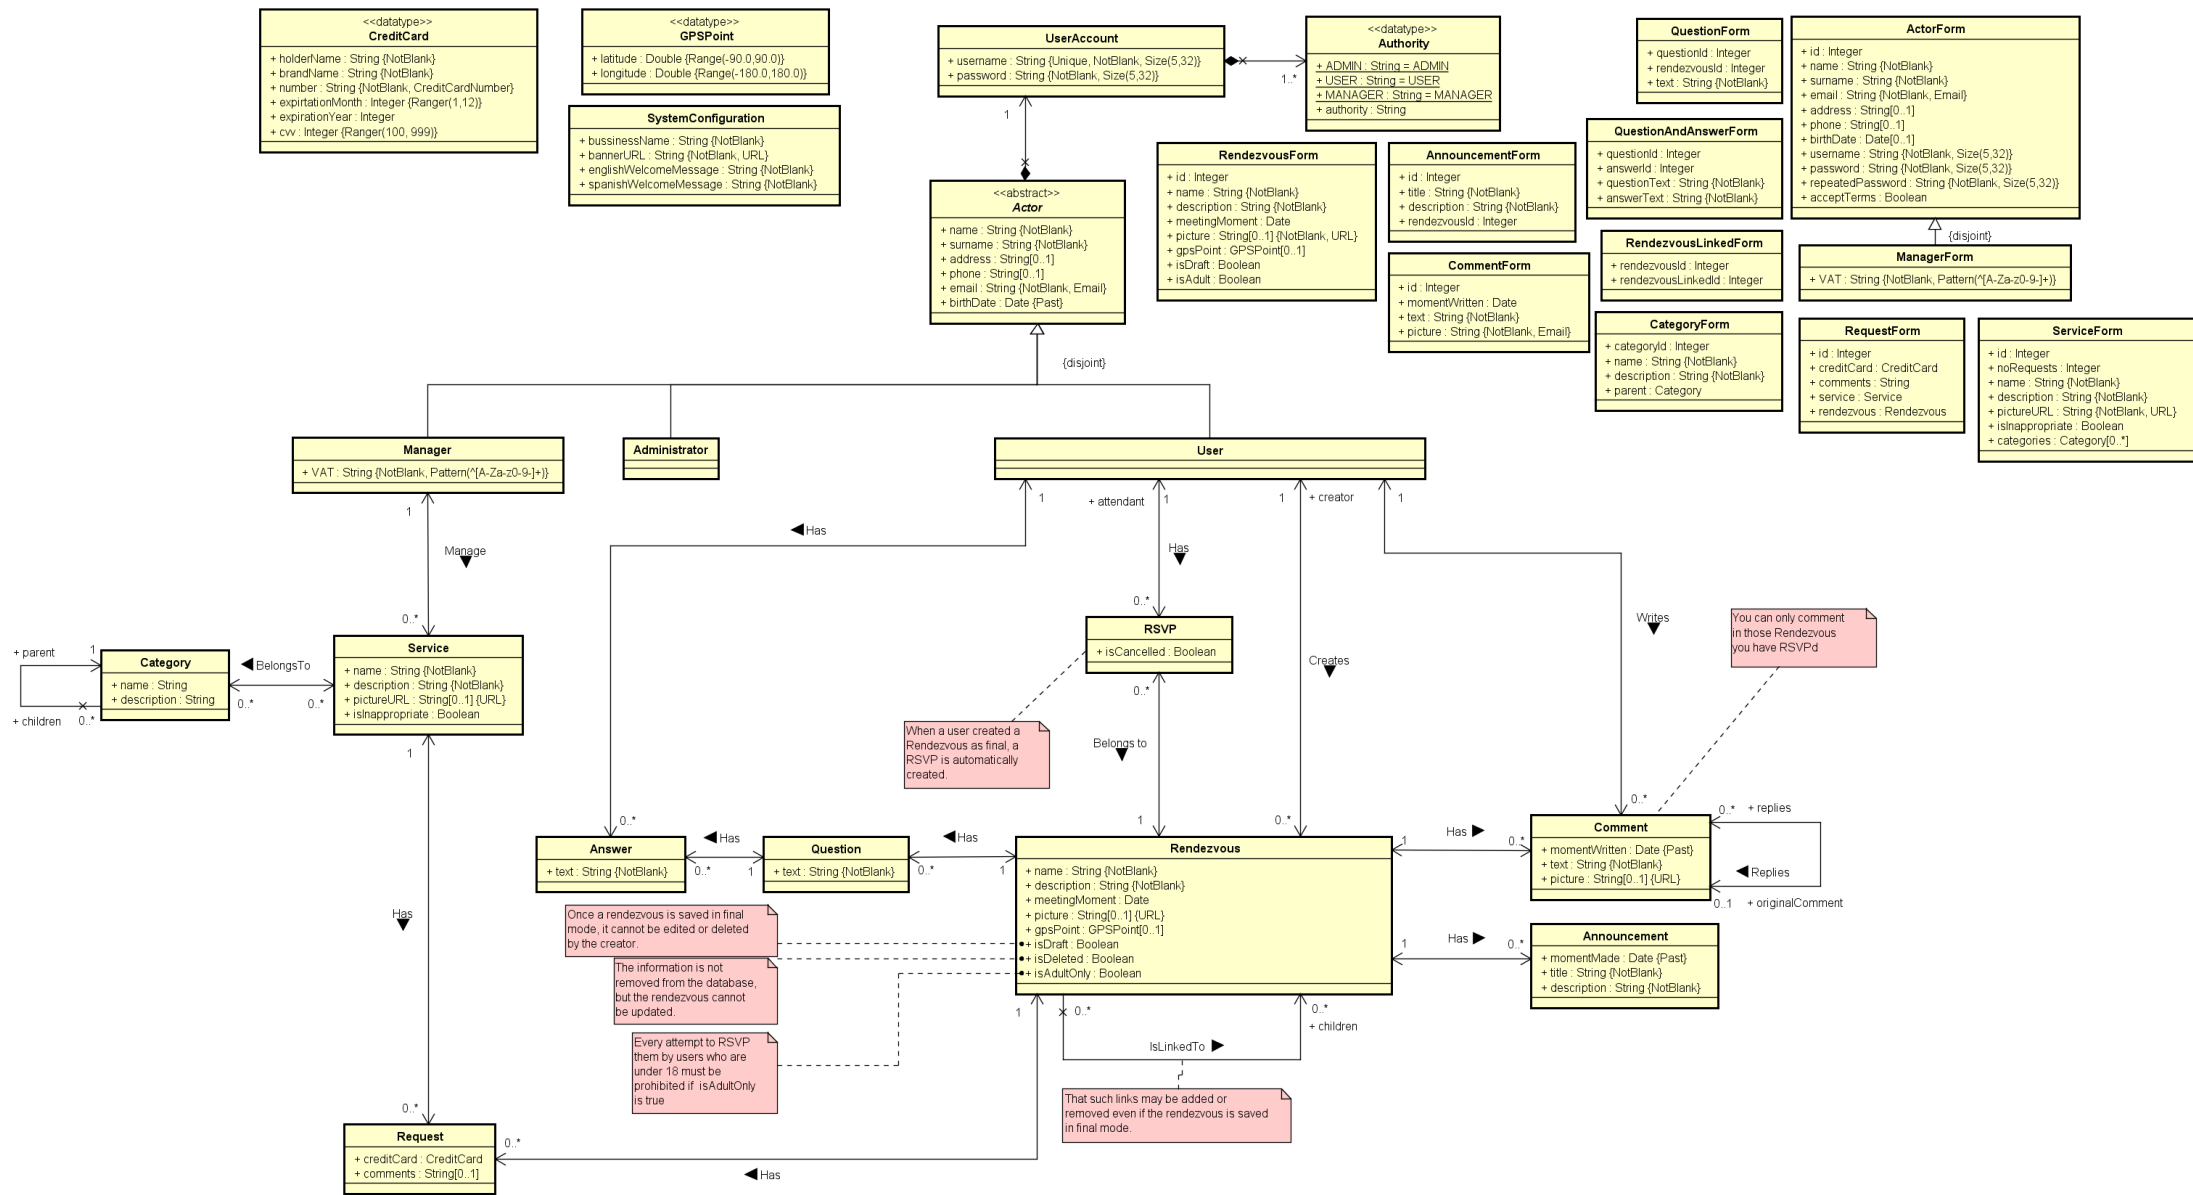 <<datatype>>
CreditCard
+ holderName : String {NotBlank}
+ brandName : String {NotBlank}
+ number : String {NotBlank, CreditCardNumber}
+ expirtationMonth : Integer {Ranger(1,12)}
+ expirationYear : Integer
+ cvv : Integer {Ranger(100, 999)}
<<datatype>>
GPSPoint
+ latitude : Double {Range(-90.0,90.0)}
+ longitude : Double {Range(-180.0,180.0)}
SystemConfiguration
+ bussinessName : String {NotBlank}
+ bannerURL : String {NotBlank, URL}
+ englishWelcomeMessage : String {NotBlank}
+ spanishWelcomeMessage : String {NotBlank}
UserAccount
+ username : String {Unique, NotBlank, Size(5,32)}
+ password : String {NotBlank, Size(5,32)}
1..*
<<datatype>>
Authority
+ ADMIN : String = ADMIN
+ USER : String = USER
+ MANAGER : String = MANAGER
+ authority : String
1
<<abstract>>
Actor
+ name : String {NotBlank}
+ surname : String {NotBlank}
+ address : String[0..1]
+ phone : String[0..1]
+ email : String {NotBlank, Email}
+ birthDate : Date {Past}
{disjoint}
RendezvousForm
+ id : Integer
+ name : String {NotBlank}
+ description : String {NotBlank}
+ meetingMoment : Date
+ picture : String[0..1] {NotBlank, URL}
+ gpsPoint : GPSPoint[0..1]
+ isDraft : Boolean
+ isAdult : Boolean
AnnouncementForm
+ id : Integer
+ title : String {NotBlank}
+ description : String {NotBlank}
+ rendezvousId : Integer
CommentForm
+ id : Integer
+ momentWritten : Date
+ text : String {NotBlank}
+ picture : String {NotBlank, Email}
QuestionForm
+ questionId : Integer
+ rendezvousId : Integer
+ text : String {NotBlank}
QuestionAndAnswerForm
+ questionId : Integer
+ answerId : Integer
+ questionText : String {NotBlank}
+ answerText : String {NotBlank}
RendezvousLinkedForm
+ rendezvousId : Integer
+ rendezvousLinkedId : Integer
CategoryForm
+ categoryId : Integer
+ name : String {NotBlank}
+ description : String {NotBlank}
+ parent : Category
ActorForm
+ id : Integer
+ name : String {NotBlank}
+ surname : String {NotBlank}
+ email : String {NotBlank, Email}
+ address : String[0..1]
+ phone : String[0..1]
+ birthDate : Date[0..1]
+ username : String {NotBlank, Size(5,32)}
+ password : String {NotBlank, Size(5,32)}
+ repeatedPassword : String {NotBlank, Size(5,32)}
+ acceptTerms : Boolean
{disjoint}
ManagerForm
+ VAT : String {NotBlank, Pattern(^[A-Za-z0-9-]+)}
RequestForm
+ id : Integer
+ creditCard : CreditCard
+ comments : String
+ service : Service
+ rendezvous : Rendezvous
ServiceForm
+ id : Integer
+ noRequests : Integer
+ name : String {NotBlank}
+ description : String {NotBlank}
+ pictureURL : String {NotBlank, URL}
+ isInappropriate : Boolean
+ categories : Category[0..*]
Manager
+ VAT : String {NotBlank, Pattern(^[A-Za-z0-9-]+)}
Administrator
User
1
Manage
0..*
1
Has
+ attendant
1
Has
0..*
1
+ creator
Creates
1
Writes
You can only comment
in those Rendezvous
you have RSVPd
+ parent
1
+ children
0..*
Category
+ name : String
+ description : String
BelongsTo
0..*
0..*
Service
+ name : String {NotBlank}
+ description : String {NotBlank}
+ pictureURL : String[0..1] {URL}
+ isInappropriate : Boolean
1
Has
0..*
RSVP
+ isCancelled : Boolean
0..*
When a user created a
Rendezvous as final, a
RSVP is automatically
created.
Belongs to
1
0..*
0..*
0..*
Answer
+ text : String {NotBlank}
Has
0..*
1
Question
+ text : String {NotBlank}
Has
0..*
1
Rendezvous
+ name : String {NotBlank}
+ description : String {NotBlank}
+ meetingMoment : Date
+ picture : String[0..1] {URL}
+ gpsPoint : GPSPoint[0..1]
+ isDraft : Boolean
+ isDeleted : Boolean
+ isAdultOnly : Boolean
1
Has
0..*
Comment
+ momentWritten : Date {Past}
+ text : String {NotBlank}
+ picture : String[0..1] {URL}
0..*
+ replies
Replies
0..1
+ originalComment
1
Has
0..*
Announcement
+ momentMade : Date {Past}
+ title : String {NotBlank}
+ description : String {NotBlank}
Once a rendezvous is saved in final
mode, it cannot be edited or deleted
by the creator.
The information is not
removed from the database,
but the rendezvous cannot
be updated.
Every attempt to RSVP
them by users who are
under 18 must be
prohibited if isAdultOnly
is true
1
0..*
0..*
+ children
IsLinkedTo
That such links may be added or
removed even if the rendezvous is saved
in final mode.
Request
+ creditCard : CreditCard
+ comments : String[0..1]
0..*
Has